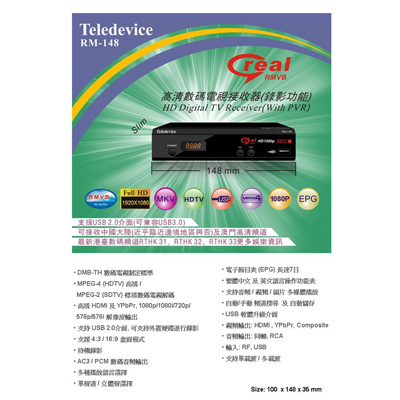 Teledevice
RM-148
real
RMVB
高清數碼電視接收器(錄影功能)
HD Digital TV Receiver(With PVR)
Slim
Teledevice
148 mm
RMVB
Full HD
1920X1080
MKV
HDTV
USB
1080P
EPG
支援USB 2.0介面(可兼容USB3.0)
可接收中國大陸(近乎臨近邊境地區與否)及澳門高清頻道
最新港臺數碼頻道RTHK 31，RTHK 32，RTHK 33更多娛樂資訊
· DMB-TH 數碼電視制定標準
· MPEG-4 (HDTV) 高清 /
MPEG-2 (SDTV) 標清數碼電視解碼
· 高清 HDMI 及 YPbPr, 1080p/1080i/720p/
576p/576i 解像波輸出
· 支持 USB 2.0介面, 可支持外置硬碟進行錄影
· 支援 4:3 / 16:9 畫面模式
· 待機錄影
· AC3 / PCM 數碼音頻輸出
· 多種播放語言選擇
· 單聲道 / 立體聲選擇
· 電子節目表 (EPG) 長達7日
· 繁體中文 及 英文語言操作功能表
· 支持音頻 / 視頻 / 圖片 多媒體播放
· 自動/手動 頻道搜尋 及 自動儲存
· USB 軟體升級介面
· 視頻輸出: HDMI , YPbPr, Composite
· 音頻輸出: 同軸, RCA
· 輸入: RF, USB
· 支持單載波 / 多載波
Size: 100 x 148 x 35 mm